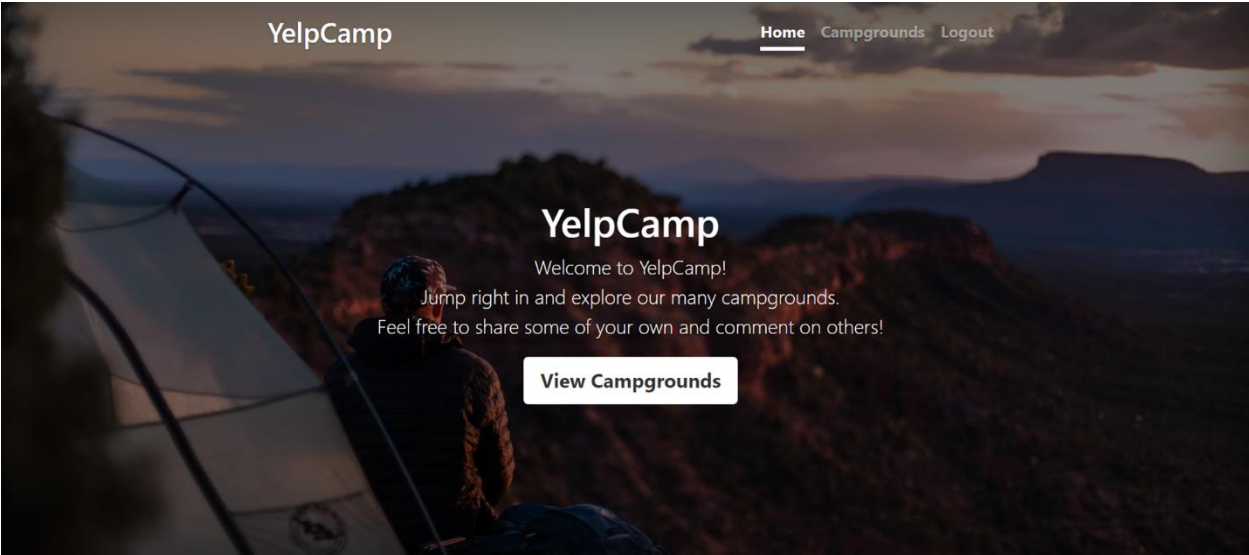 YelpCamp
Home Campgrounds Logout
YelpCamp
Welcome to YelpCamp!
Jump right in and explore our many campgrounds.
Feel free to share some of your own and comment on others!
View Campgrounds